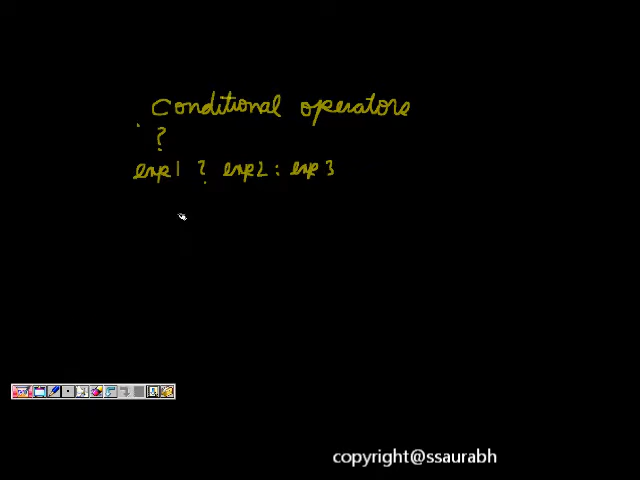 Conditional operators
?
exp1 ? exp2 : exp3
copyright@ssaurabh